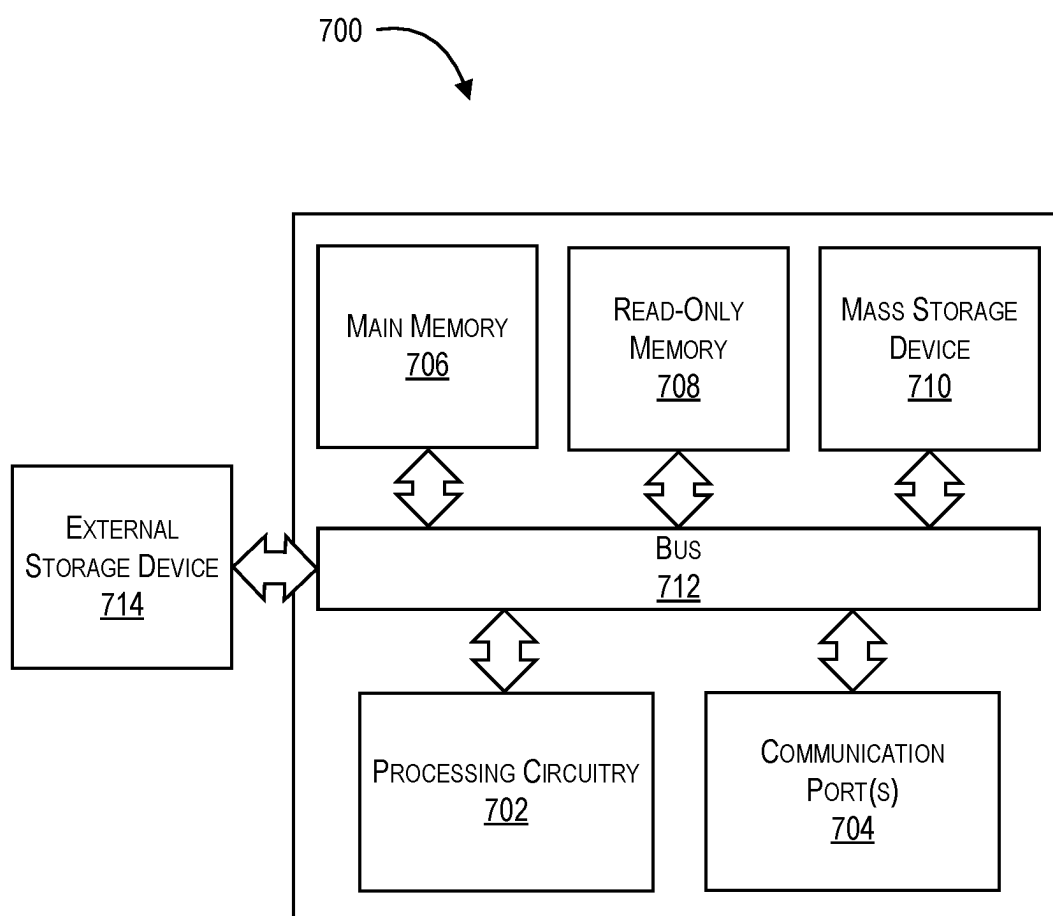 700
MAIN MEMORY
706
READ-ONLY
MEMORY
708
MASS STORAGE
DEVICE
710
EXTERNAL
STORAGE DEVICE
714
BUS
712
PROCESSING CIRCUITRY
702
COMMUNICATION
PORT(S)
704